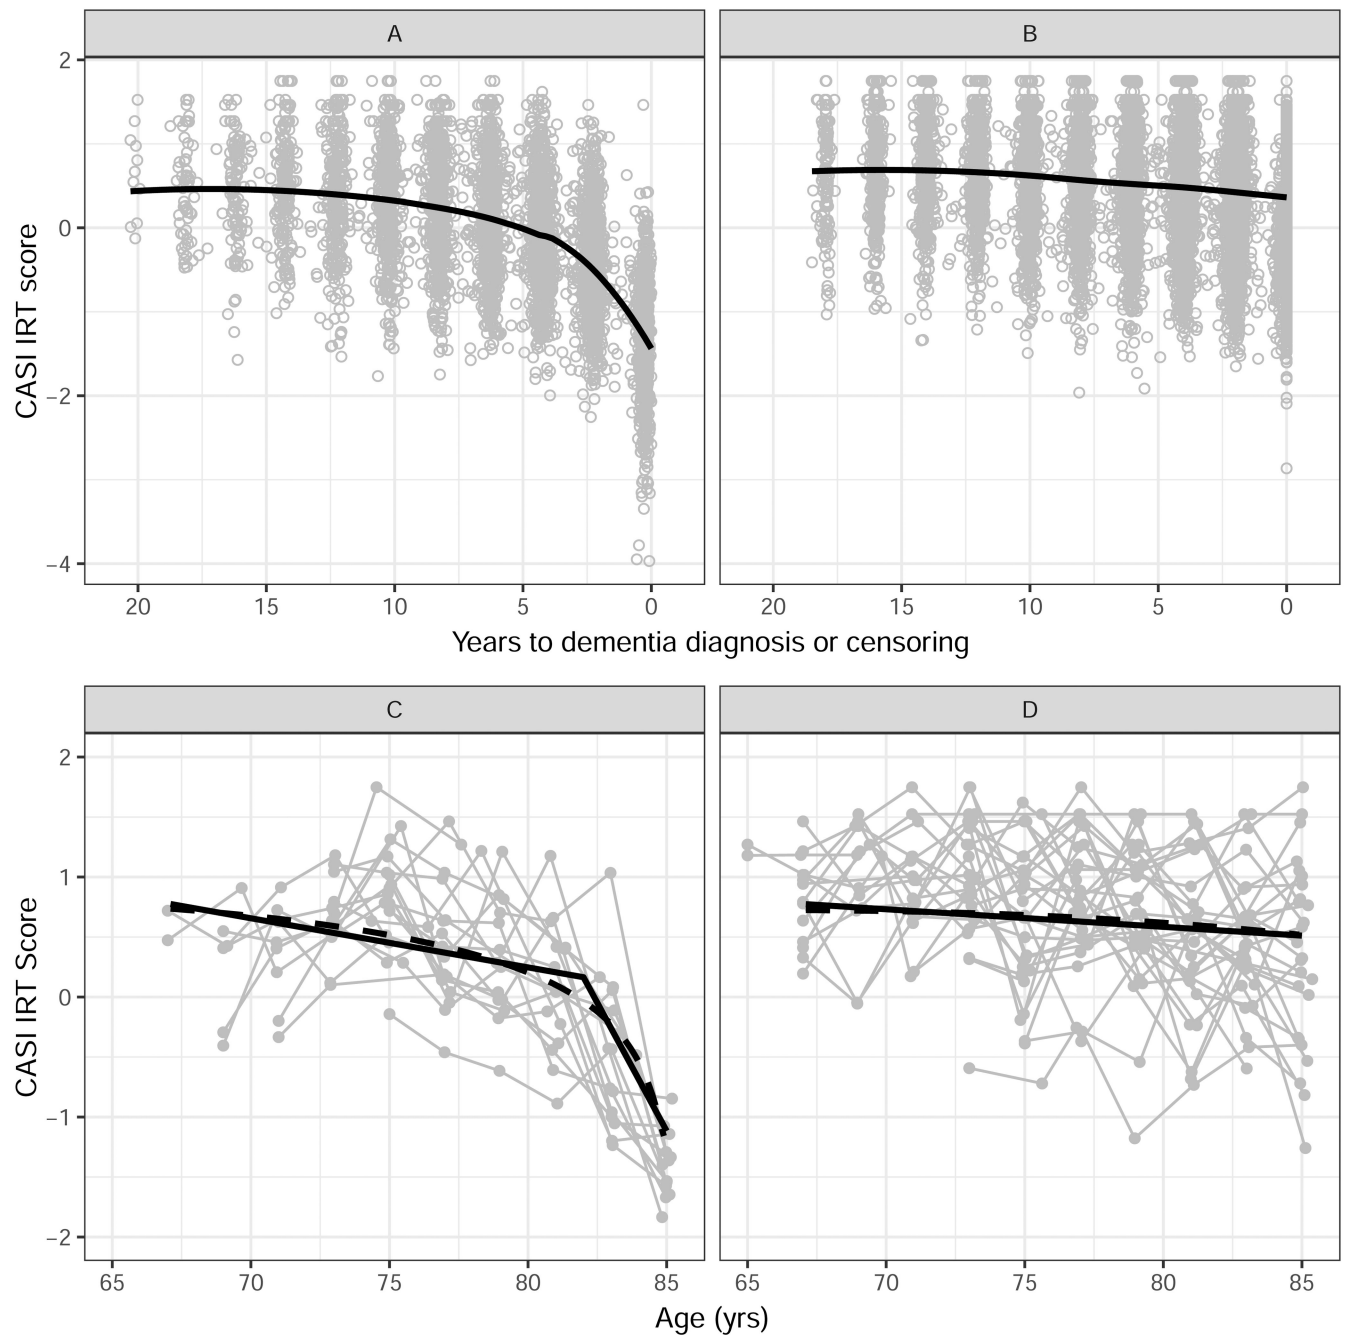 A B
2
0
−2
−4
CASI IRT score
20 15 10 5 0 20 15 10 5 0
Years to dementia diagnosis or censoring
C D
2
1
0
−1
−2
CASI IRT Score
65 70 75 80 85 65 70 75 80 85
Age (yrs)